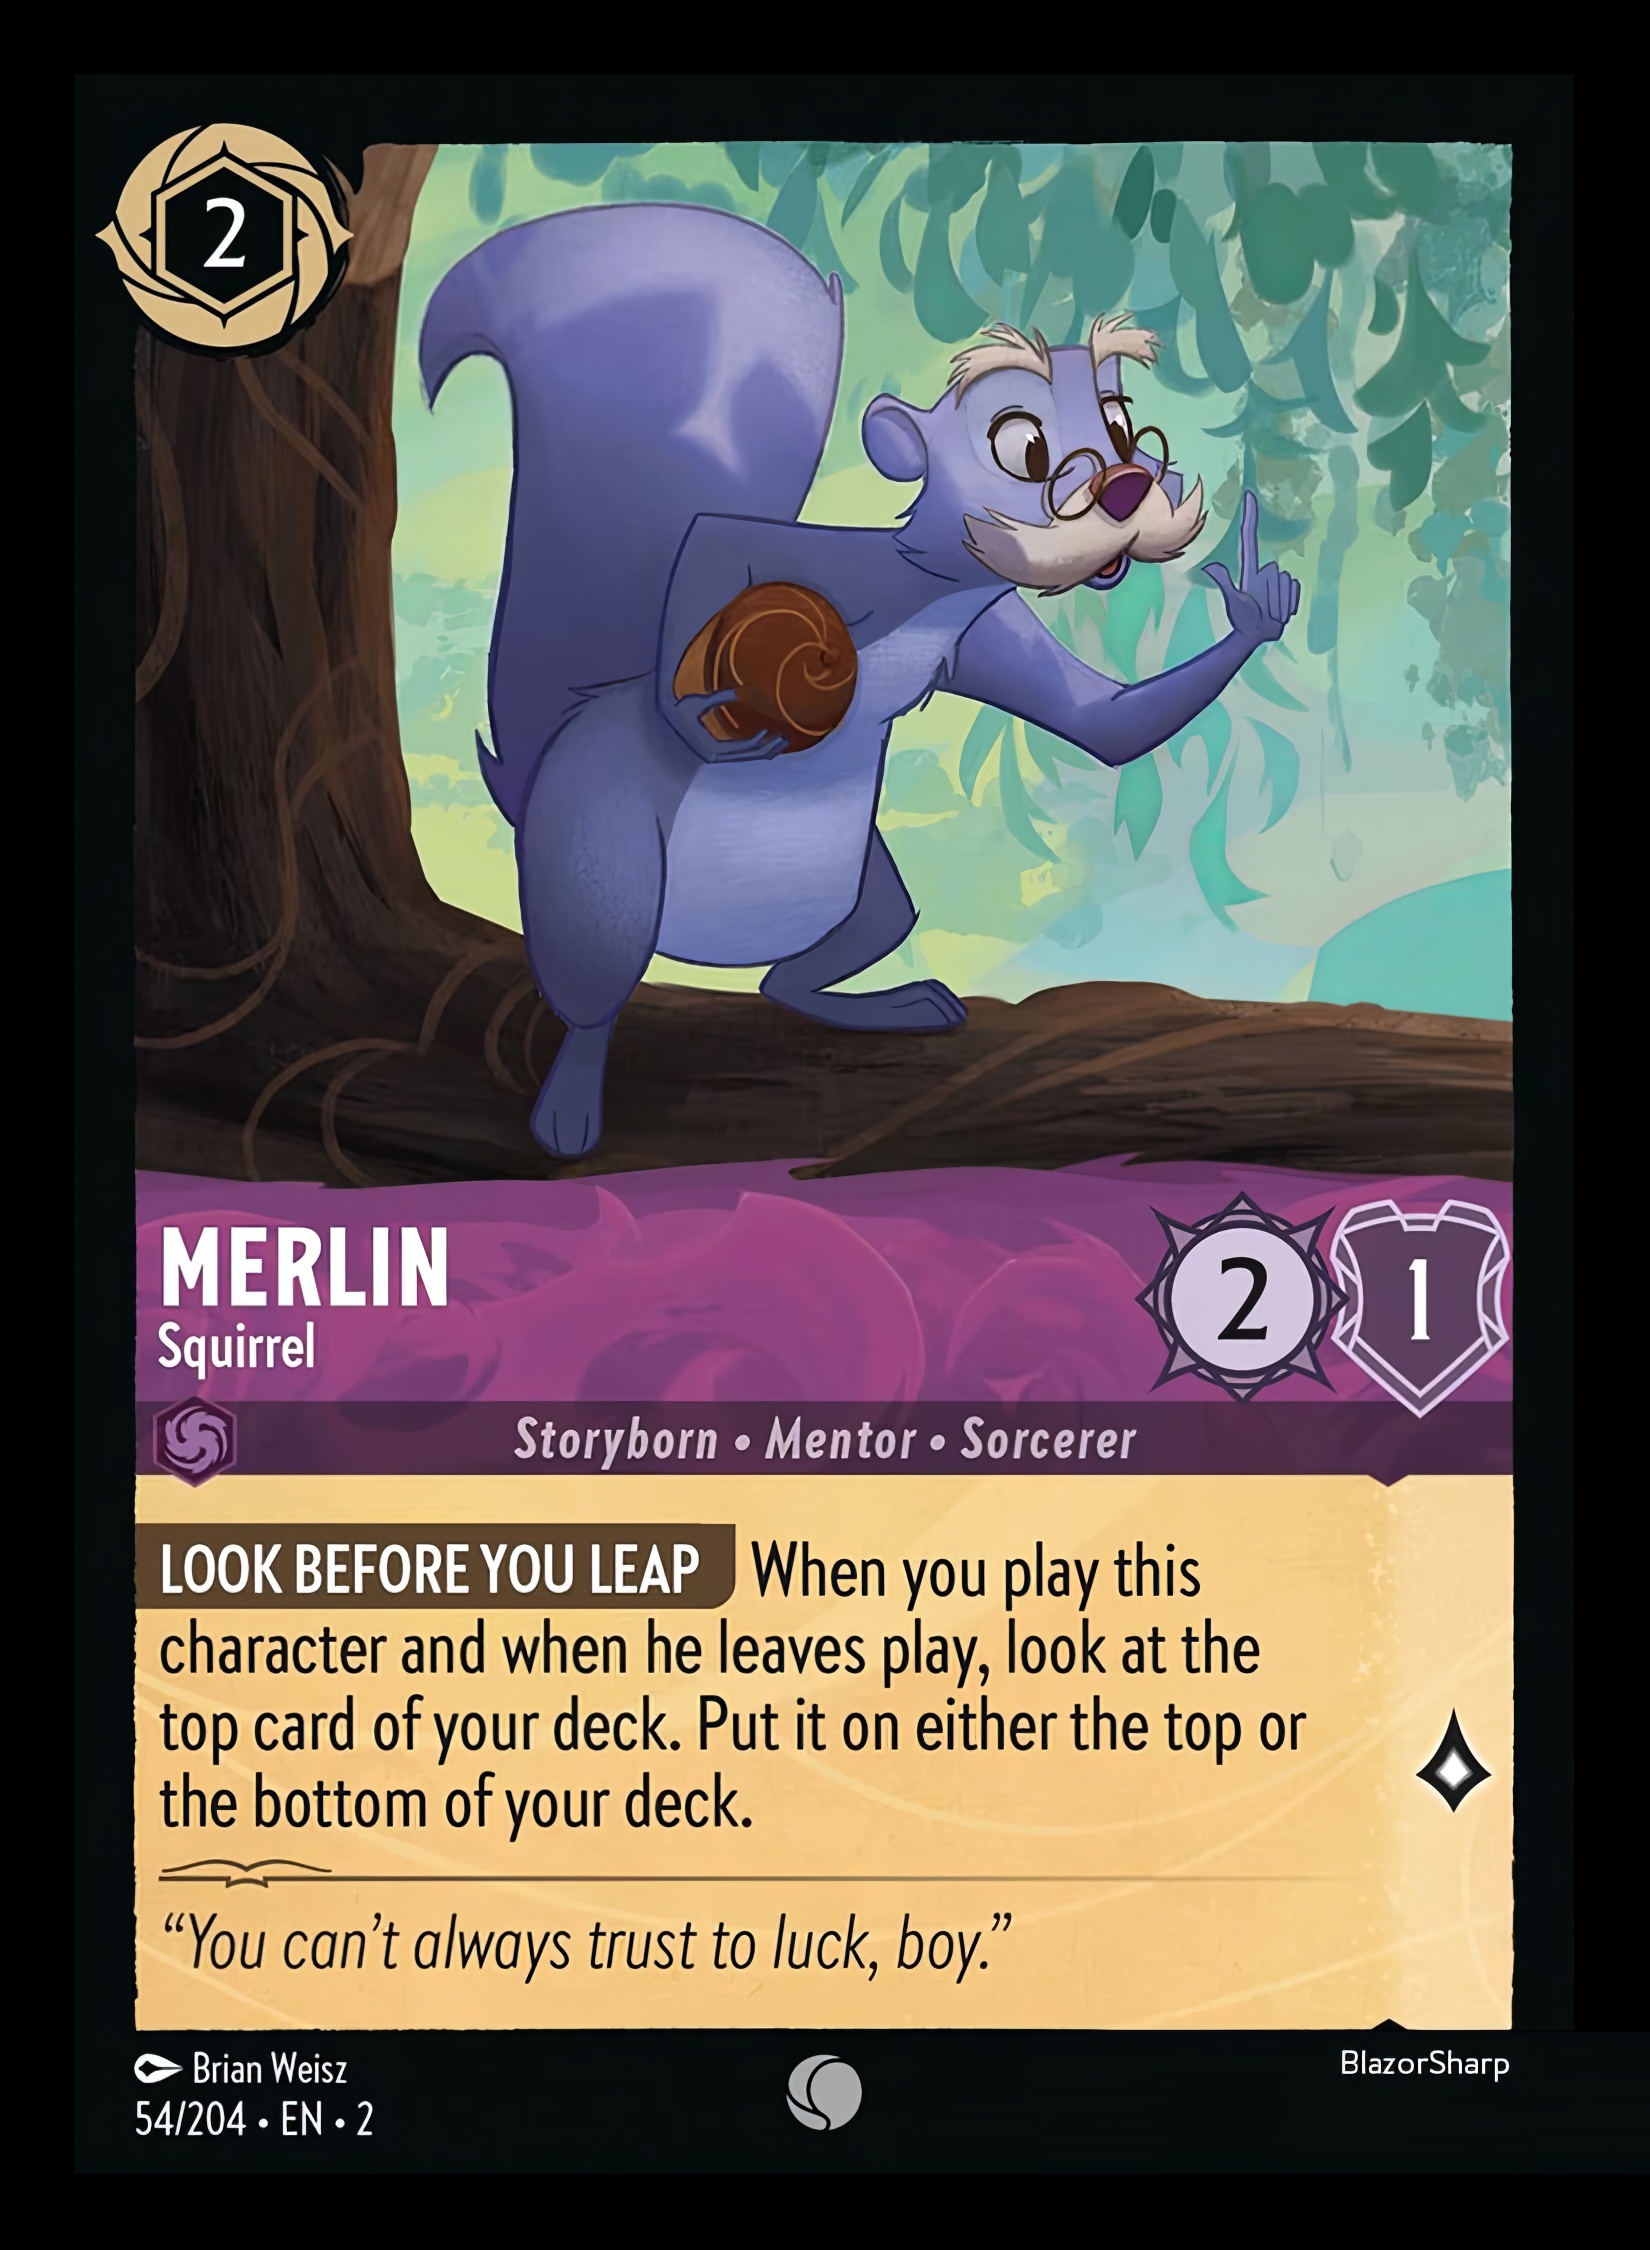 2
MERLIN
Squirrel
2 1
Storyborn • Mentor • Sorcerer
LOOK BEFORE YOU LEAP When you play this
character and when he leaves play, look at the
top card of your deck. Put it on either the top or
the bottom of your deck.
“You can’t always trust to luck, boy.”
Brian Weisz
54/204 • EN • 2
BlazorSharp